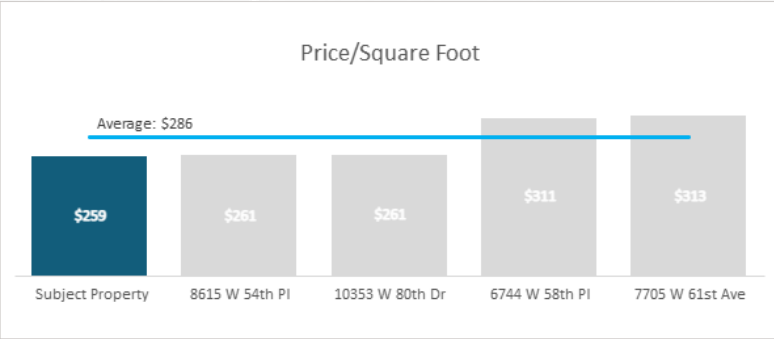 Price/Square Foot
Average: $286
$259
$261
$261
$311
$313
Subject Property
8615 W 54th Pl
10353 W 80th Dr
6744 W 58th Pl
7705 W 61st Ave